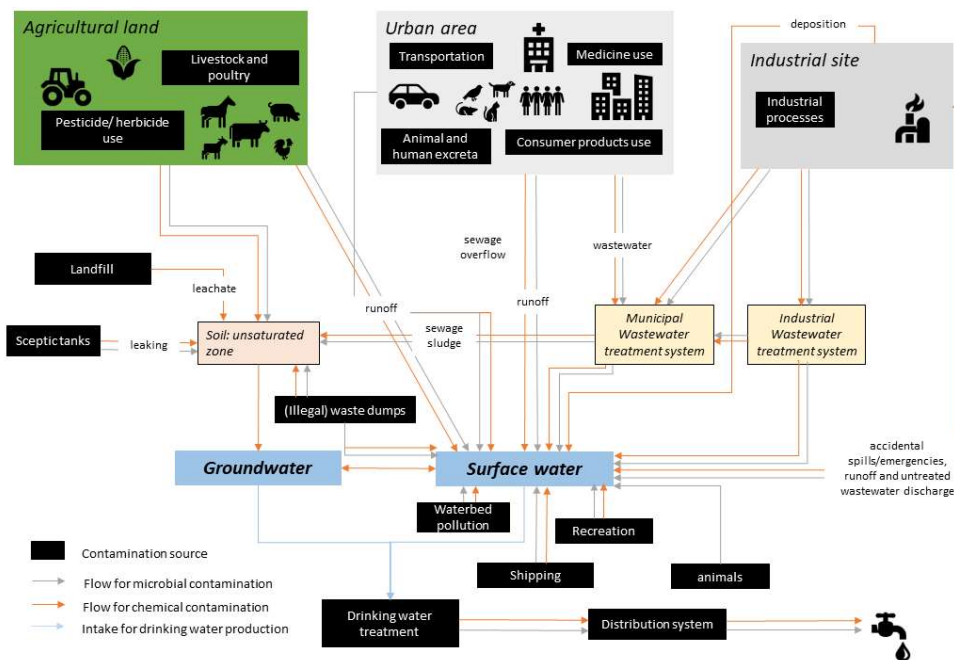 Agricultural land
Livestock and
poultry
Pesticide/ herbicide
use
Urban area
Transportation
Medicine use
Animal and
human excreta
Consumer products use
deposition
Industrial site
Industrial
processes
sewage
overflow
wastewater
Landfill
leachate
runoff
runoff
Sceptic tanks
leaking
Soil: unsaturated
zone
sewage
sludge
Municipal
Wastewater
treatment system
Industrial
Wastewater
treatment system
(Illegal) waste dumps
Groundwater
Surface water
accidental
spills/emergencies,
runoff and untreated
wastewater discharge
Waterbed
pollution
Recreation
Shipping
animals
Contamination source
Flow for microbial contamination
Flow for chemical contamination
Intake for drinking water production
Drinking water
treatment
Distribution system